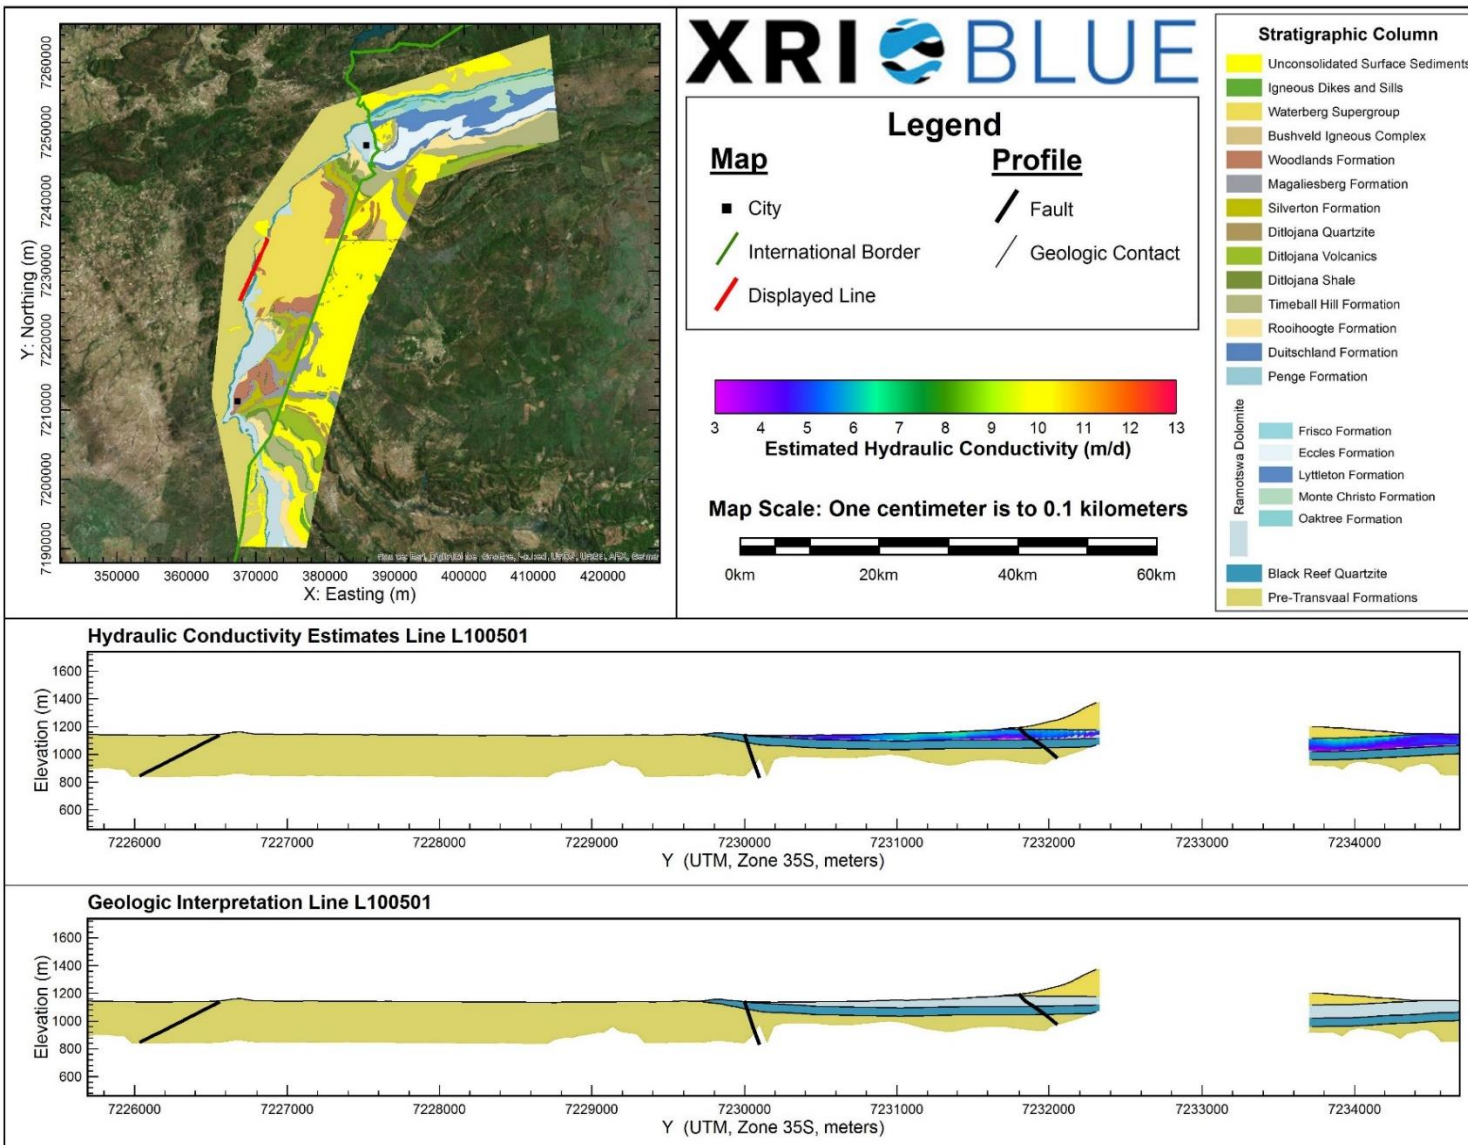 XRI BLUE
Legend
Map
City
International Border
Displayed Line
Profile
Fault
Geologic Contact
3 4 5 6 7 8 9 10 11 12 13
Estimated Hydraulic Conductivity (m/d)
Map Scale: One centimeter is to 0.1 kilometers
0km 20km 40km 60km
Stratigraphic Column
Unconsolidated Surface Sediments
Igneous Dikes and Sills
Waterberg Supergroup
Bushveld Igneous Complex
Woodlands Formation
Magaliesberg Formation
Silverton Formation
Ditlojana Quartzite
Ditlojana Volcanics
Ditlojana Shale
Timeball Hill Formation
Rooihoogte Formation
Duitschland Formation
Penge Formation
Ramotswa Dolomite
Frisco Formation
Eccles Formation
Lyttleton Formation
Monte Christo Formation
Oaktree Formation
Black Reef Quartzite
Pre-Transvaal Formations
Y: Northing (m)
7260000
7250000
7240000
7230000
7220000
7210000
7200000
7190000
350000 360000 370000 380000 390000 400000 410000 420000
X: Easting (m)
Hydraulic Conductivity Estimates Line L100501
Elevation (m)
1600
1400
1200
1000
800
600
7226000 7227000 7228000 7229000 7230000 7231000 7232000 7233000 7234000
Y (UTM, Zone 35S, meters)
Geologic Interpretation Line L100501
Elevation (m)
1600
1400
1200
1000
800
600
7226000 7227000 7228000 7229000 7230000 7231000 7232000 7233000 7234000
Y (UTM, Zone 35S, meters)